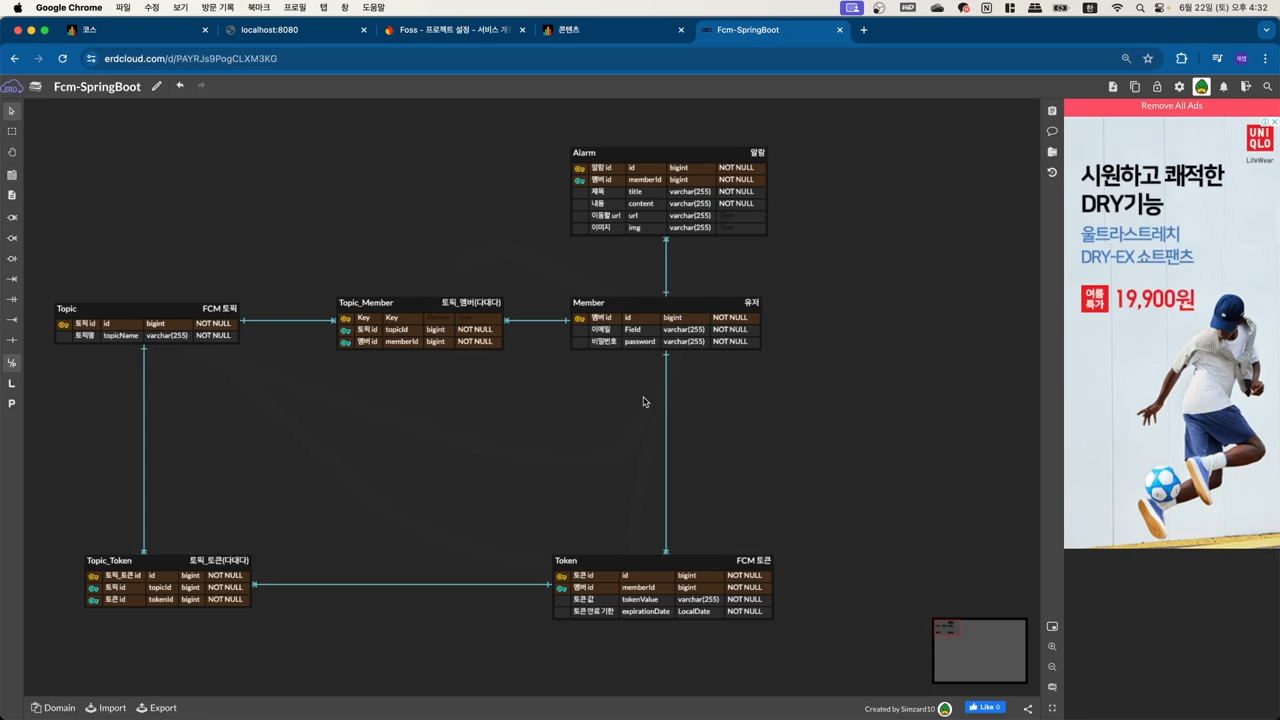 Google Chrome 파일 수정 보기 방문 기록 북마크 프로필 탭 창 도움말 한 6월 22일 (토) 오후 4:32
코스 localhost:8080 Foss - 프로젝트 설정 - 서비스 계 콘텐츠 Fcm-SpringBoot
erdcloud.com/d/PAYRJs9PogCLXM3KG
ERD Fcm-SpringBoot
Remove All Ads
Alarm 알람
알람 id id bigint NOT NULL
멤버 id memberId bigint NOT NULL
제목 title varchar(255) NOT NULL
내용 content varchar(255) NOT NULL
이동할 url url varchar(255)
이미지 img varchar(255)
Topic FCM 토픽
토픽 id id bigint NOT NULL
토픽명 topicName varchar(255) NOT NULL
Topic_Member 토픽_멤버(다대다)
Key Key Domain Type
토픽 id topicId bigint NOT NULL
멤버 id memberId bigint NOT NULL
Member 유저
멤버 id id bigint NOT NULL
이메일 Field varchar(255) NOT NULL
비밀번호 password varchar(255) NOT NULL
Topic_Token 토픽_토큰(다대다)
토픽_토큰 id id bigint NOT NULL
토픽 id topicId bigint NOT NULL
토큰 id tokenId bigint NOT NULL
Token FCM 토큰
토큰 id id bigint NOT NULL
멤버 id memberId bigint NOT NULL
토큰 값 tokenValue varchar(255) NOT NULL
토큰 만료 기한 expirationDate LocalDate NOT NULL
L
P
UNI
QLO
LifeWear
시원하고 쾌적한
DRY기능
울트라스트레치
DRY-EX 쇼트팬츠
여름
특가 19,900원
Domain Import Export Created by Simzard10 Like 0